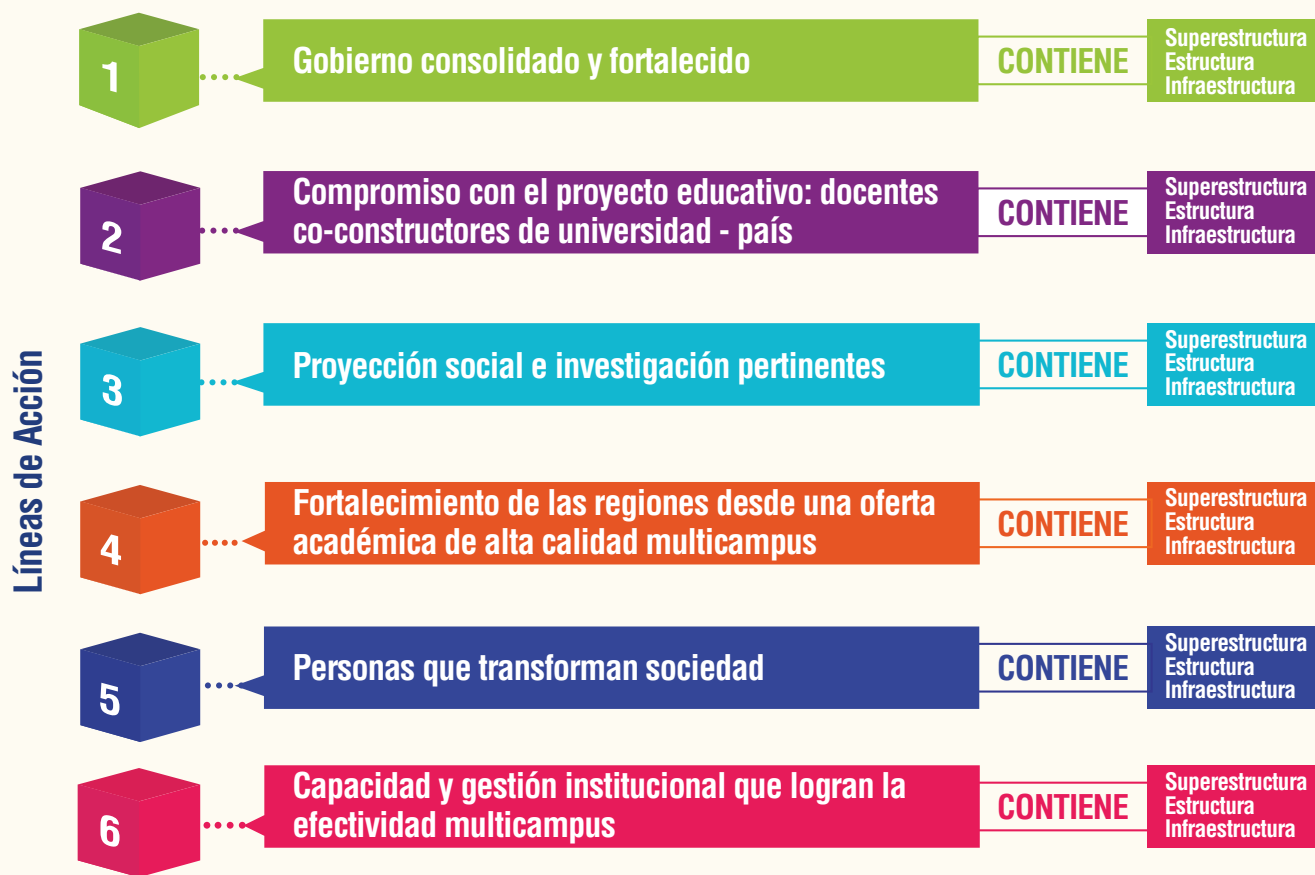 Líneas de Acción
1
Gobierno consolidado y fortalecido
CONTIENE
Superestructura
Estructura
Infraestructura
2
Compromiso con el proyecto educativo: docentes
co-constructores de universidad - país
CONTIENE
Superestructura
Estructura
Infraestructura
3
Proyección social e investigación pertinentes
CONTIENE
Superestructura
Estructura
Infraestructura
4
Fortalecimiento de las regiones desde una oferta
académica de alta calidad multicampus
CONTIENE
Superestructura
Estructura
Infraestructura
5
Personas que transforman sociedad
CONTIENE
Superestructura
Estructura
Infraestructura
6
Capacidad y gestión institucional que logran la
efectividad multicampus
CONTIENE
Superestructura
Estructura
Infraestructura